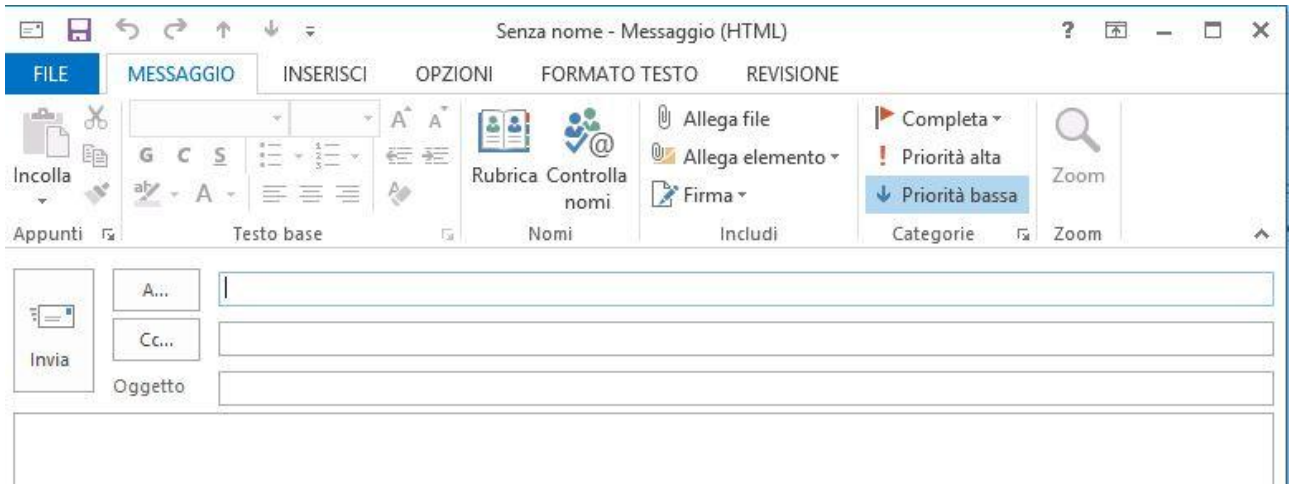 Senza nome - Messaggio (HTML) ?
FILE MESSAGGIO INSERISCI OPZIONI FORMATO TESTO REVISIONE
Incolla
Appunti
G C S
A A
ab A
Testo base
Rubrica
Controlla
nomi
@
Nomi
Allega file
Allega elemento
Firma
Includi
Completa
! Priorità alta
Priorità bassa
Categorie
Zoom
Zoom
Invia
A...
Cc...
Oggetto